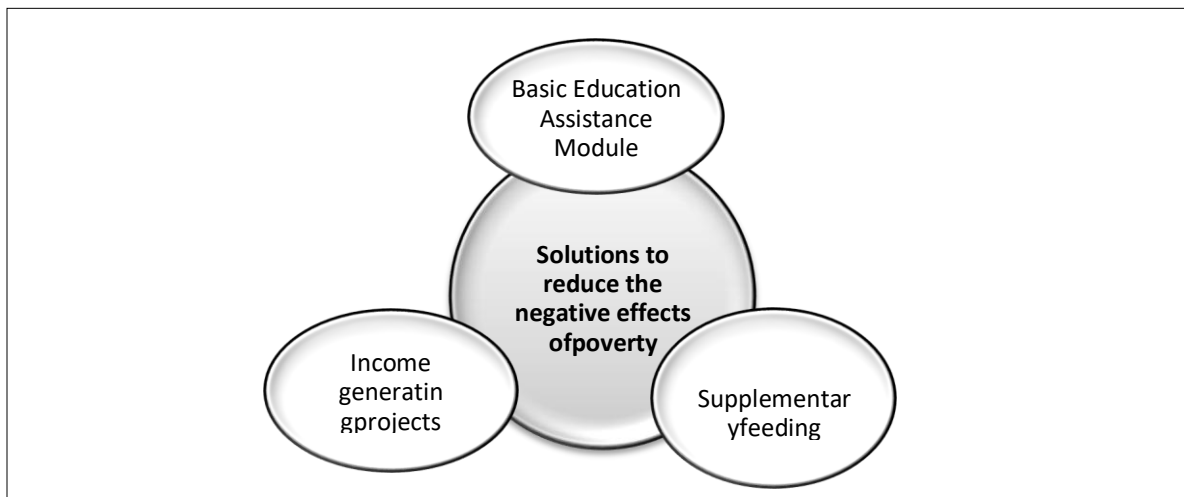 Basic Education
Assistance
Module
Solutions to
reduce the
negative effects
ofpoverty
Income
generatin
gprojects
Supplementar
yfeeding